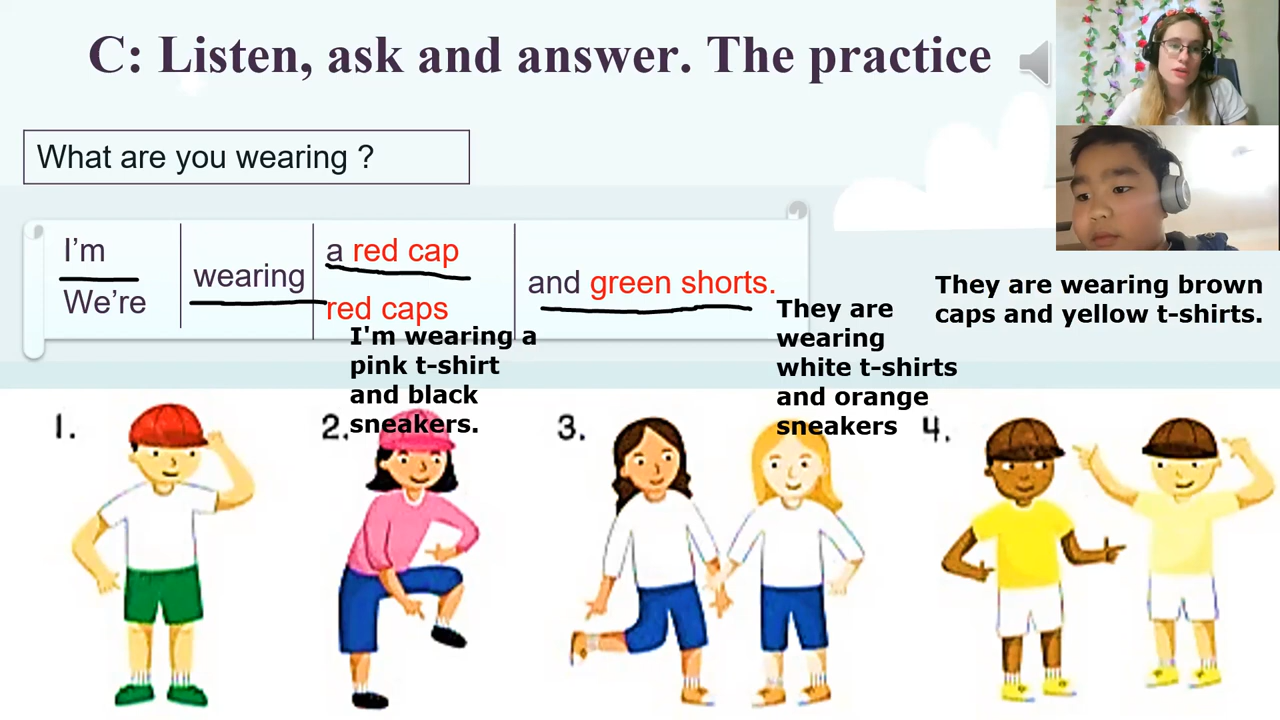 C: Listen, ask and answer. The practice
What are you wearing ?
I'm
We're
wearing
a red cap
red caps
and green shorts.
I'm wearing a
pink t-shirt
and black
sneakers.
They are
wearing
white t-shirts
and orange
sneakers
They are wearing brown
caps and yellow t-shirts.
1.
2.
3.
4.